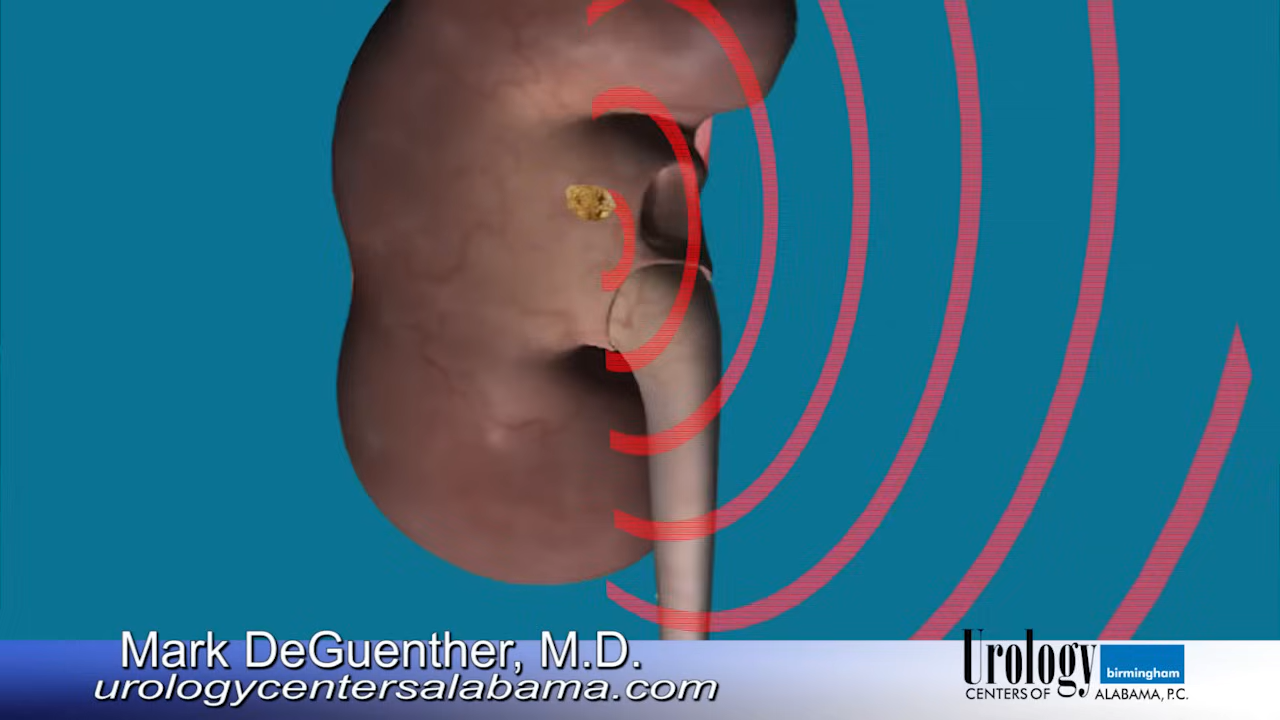 Mark DeGuenther, M.D.
urologycentersalabama.com
Urology birmingham
CENTERS OF ALABAMA, P.C.